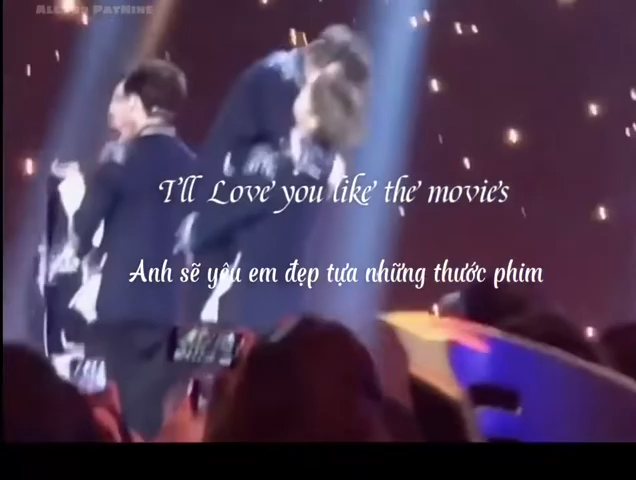 I'll Love you like the movies
Anh sẽ yêu em đẹp tựa những thước phim